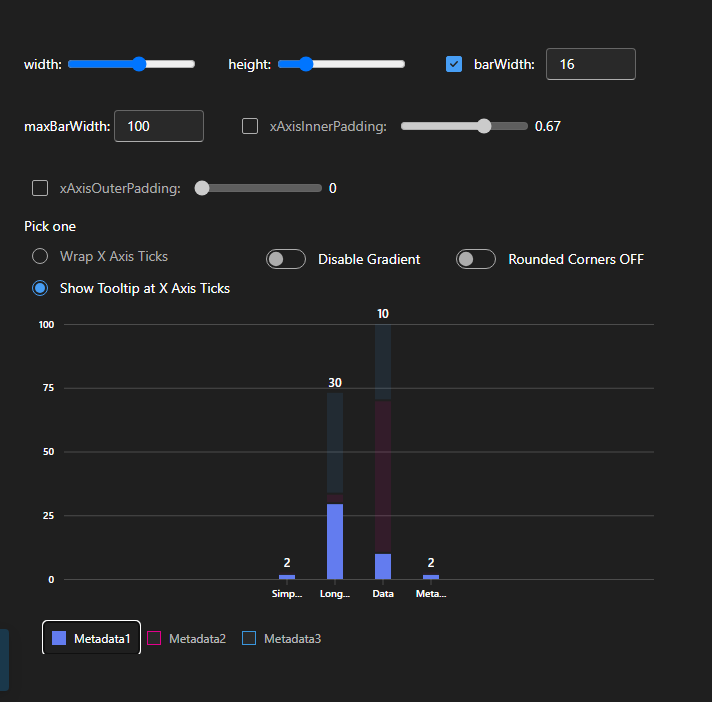 width: height: barWidth: 16
maxBarWidth: 100 xAxisInnerPadding: 0.67
xAxisOuterPadding: 0
Pick one
Wrap X Axis Ticks Disable Gradient Rounded Corners OFF
Show Tooltip at X Axis Ticks
10
100
30
75
50
25
2 2
0
Simp... Long... Data Meta...
Metadata1 Metadata2 Metadata3